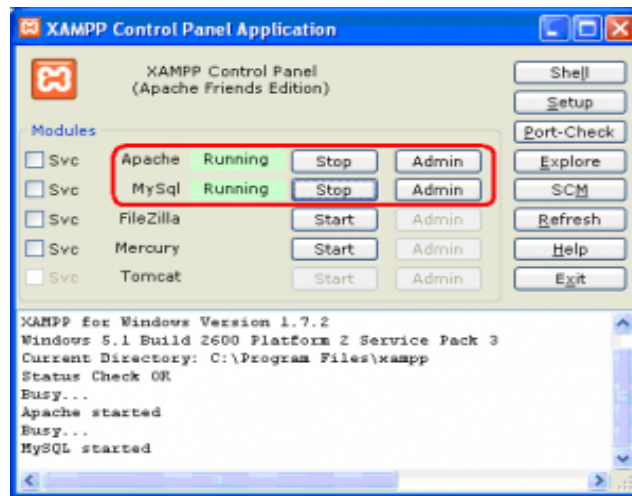 XAMPP Control Panel Application
XAMPP Control Panel
(Apache Friends Edition)
Shell
Setup
Modules
Port-Check
Svc Apache Running Stop Admin Explore
Svc MySql Running Stop Admin SCM
Svc FileZilla Start Admin Refresh
Svc Mercury Start Admin Help
Svc Tomcat Start Admin Exit
XAMPP for Windows Version 1.7.2
Windows 5.1 Build 2600 Platform 2 Service Pack 3
Current Directory: C:\Program Files\xampp
Status Check OK
Busy...
Apache started
Busy...
MySQL started